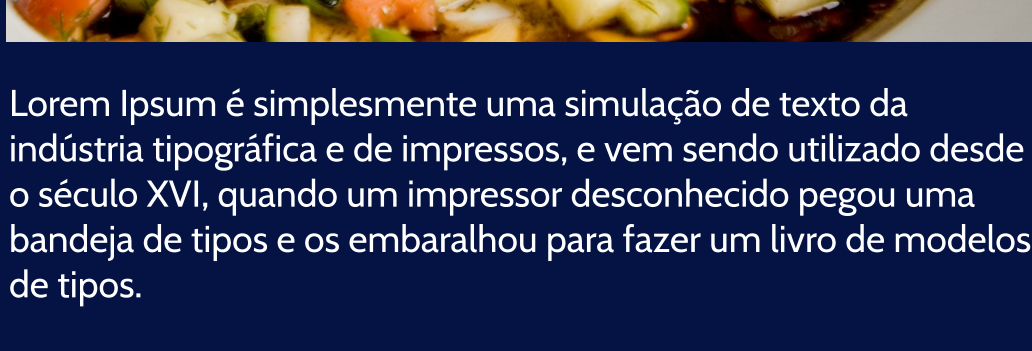 Lorem Ipsum é simplesmente uma simulação de texto da
indústria tipográfica e de impressos, e vem sendo utilizado desde
o século XVI, quando um impressor desconhecido pegou uma
bandeja de tipos e os embaralhou para fazer um livro de modelos
de tipos.